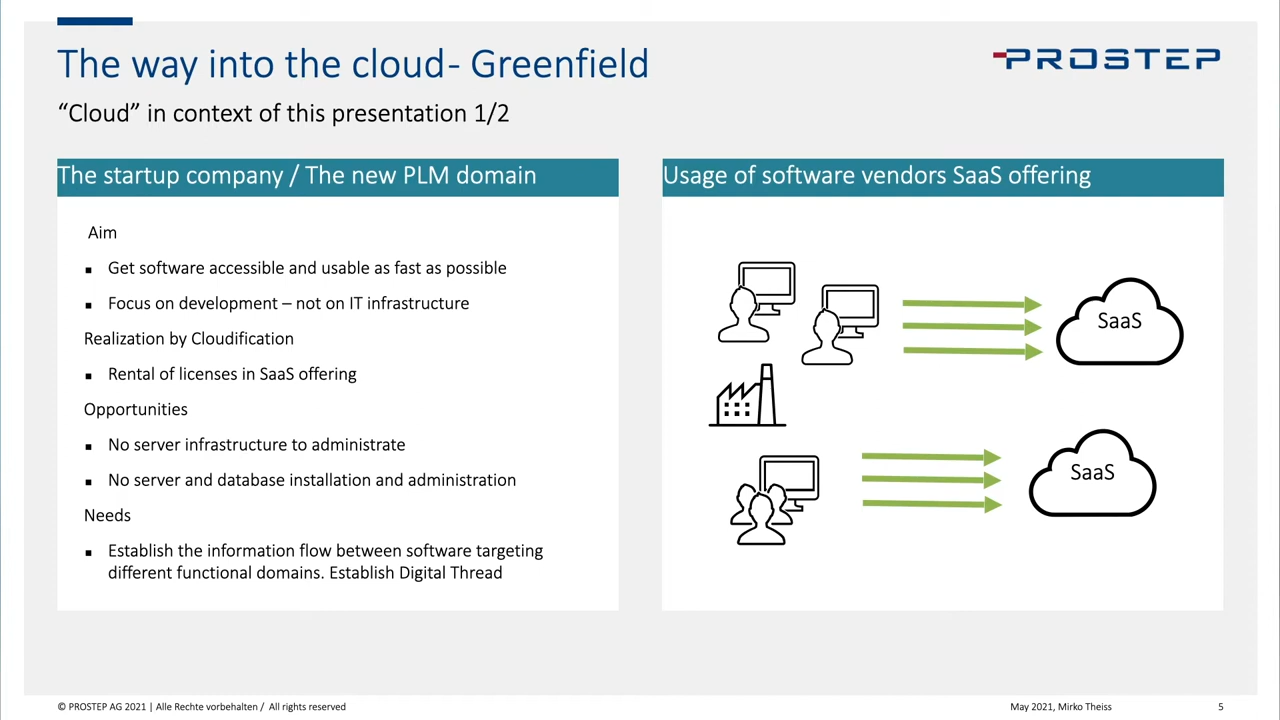 The way into the cloud - Greenfield
PROSTEP
“Cloud” in context of this presentation 1/2
The startup company / The new PLM domain
Aim
▪ Get software accessible and usable as fast as possible
▪ Focus on development – not on IT infrastructure
Realization by Cloudification
▪ Rental of licenses in SaaS offering
Opportunities
▪ No server infrastructure to administrate
▪ No server and database installation and administration
Needs
▪ Establish the information flow between software targeting
different functional domains. Establish Digital Thread
Usage of software vendors SaaS offering
SaaS
SaaS
© PROSTEP AG 2021 | Alle Rechte vorbehalten / All rights reserved
May 2021, Mirko Theiss
5